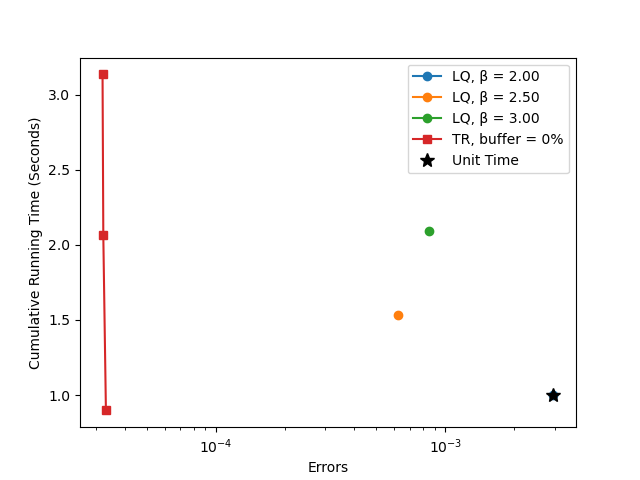 LQ, β = 2.00
LQ, β = 2.50
LQ, β = 3.00
TR, buffer = 0%
Unit Time
Cumulative Running Time (Seconds)
3.0
2.5
2.0
1.5
1.0
10⁻⁴
10⁻³
Errors